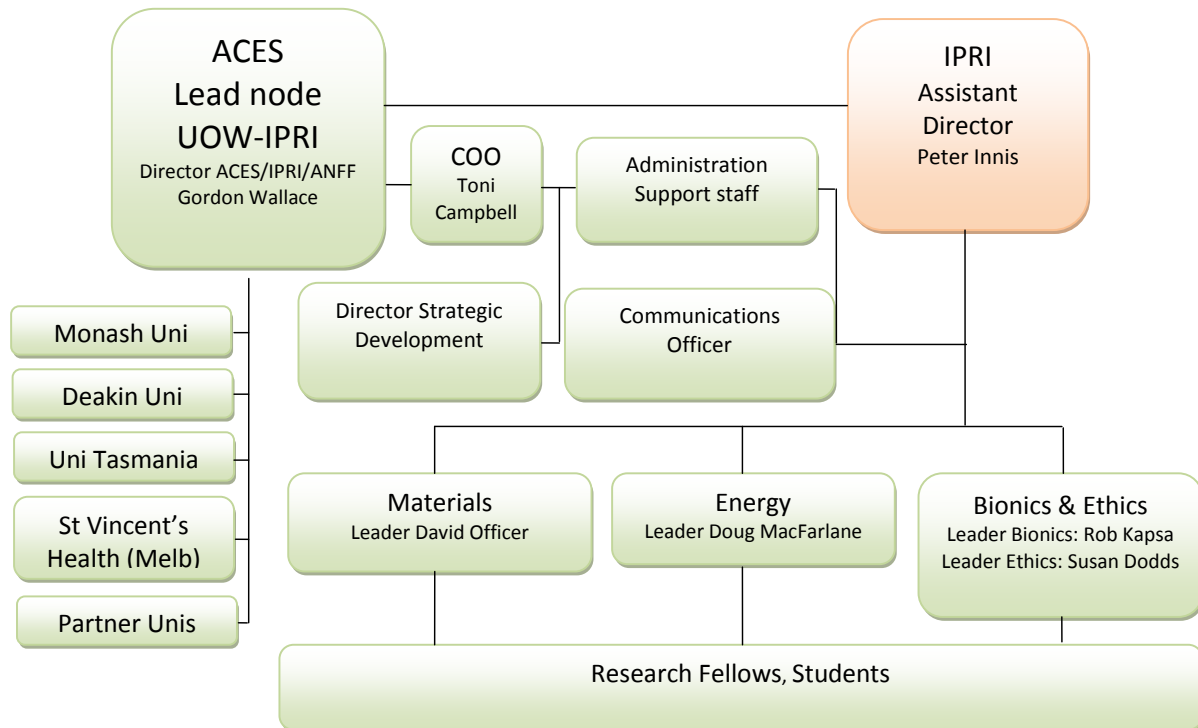 ACES
Lead node
UOW-IPRI
Director ACES/IPRI/ANFF
Gordon Wallace
IPRI
Assistant
Director
Peter Innis
COO
Toni
Campbell
Administration
Support staff
Director Strategic
Development
Communications
Officer
Monash Uni
Deakin Uni
Uni Tasmania
St Vincent’s
Health (Melb)
Partner Unis
Materials
Leader David Officer
Energy
Leader Doug MacFarlane
Bionics & Ethics
Leader Bionics: Rob Kapsa
Leader Ethics: Susan Dodds
Research Fellows, Students